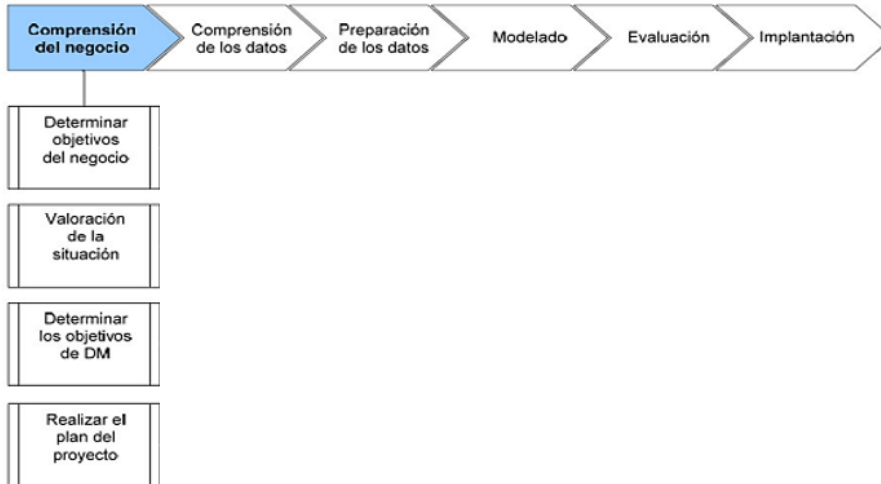 Comprensión
del negocio
Comprensión
de los datos
Preparación
de los datos
Modelado
Evaluación
Implantación
Determinar
objetivos
del negocio
Valoración
de la
situación
Determinar
los objetivos
de DM
Realizar el
plan del
proyecto